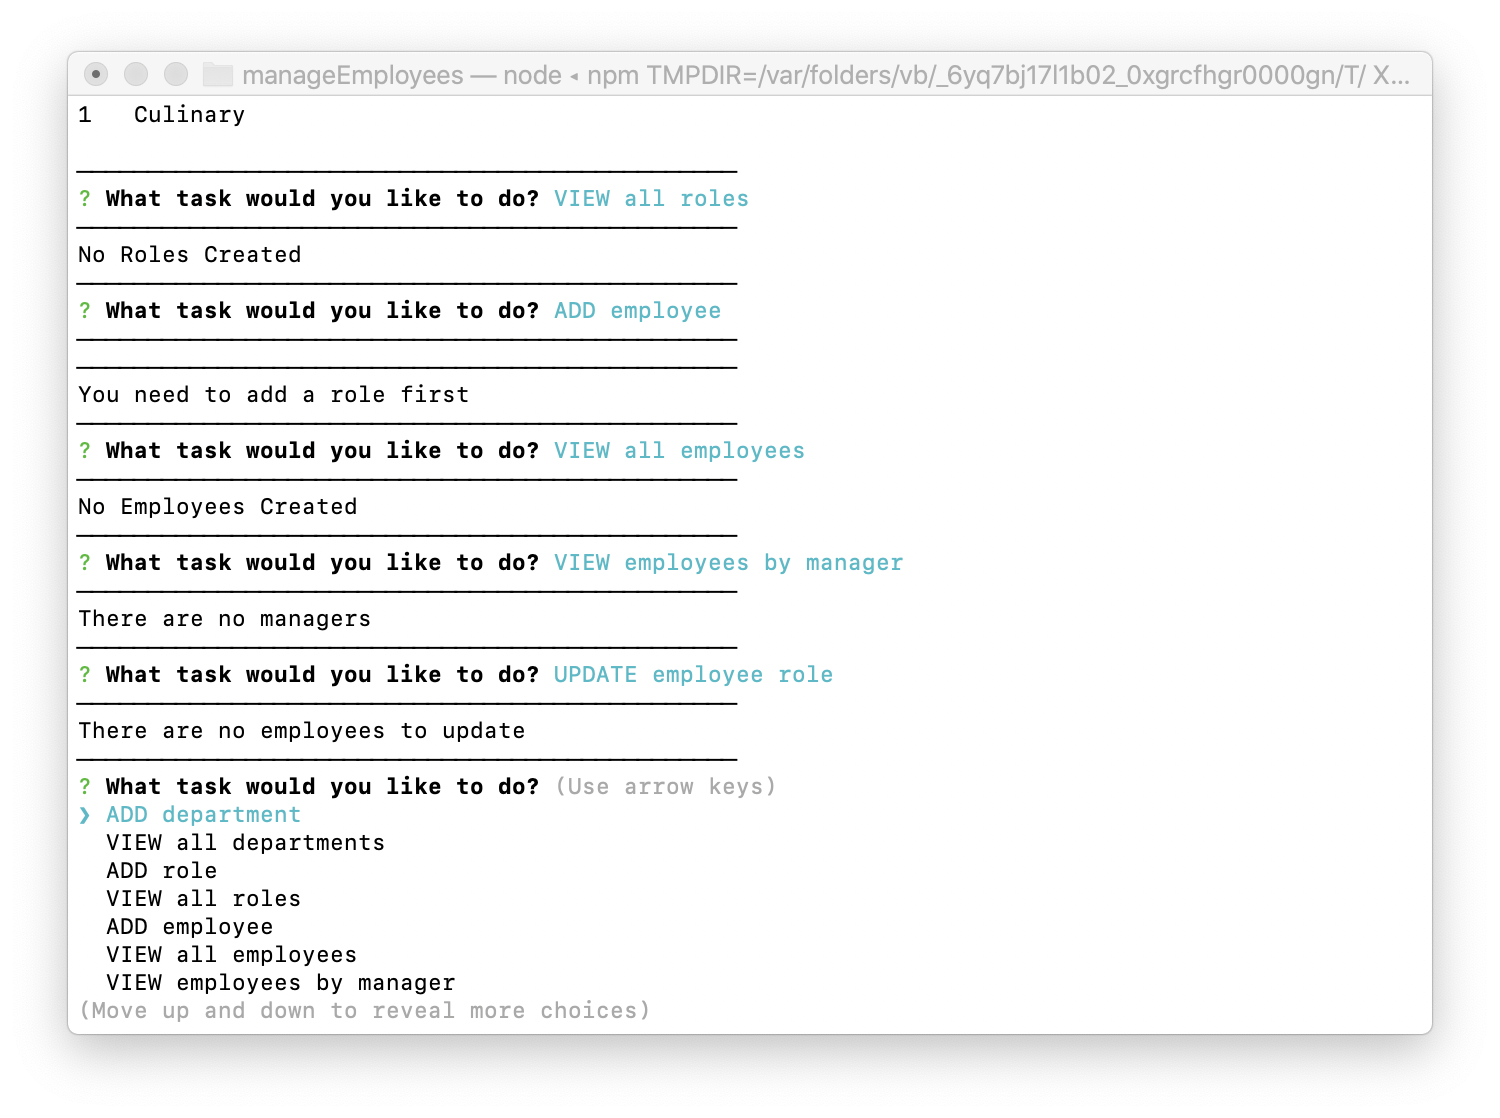 manageEmployees — node ◂ npm TMPDIR=/var/folders/vb/_6yq7bj17l1b02_0xgrcfhgr0000gn/T/ X...
1   Culinary
? What task would you like to do? VIEW all roles
No Roles Created
? What task would you like to do? ADD employee
You need to add a role first
? What task would you like to do? VIEW all employees
No Employees Created
? What task would you like to do? VIEW employees by manager
There are no managers
? What task would you like to do? UPDATE employee role
There are no employees to update
? What task would you like to do? (Use arrow keys)
❯ ADD department
  VIEW all departments
  ADD role
  VIEW all roles
  ADD employee
  VIEW all employees
  VIEW employees by manager
(Move up and down to reveal more choices)